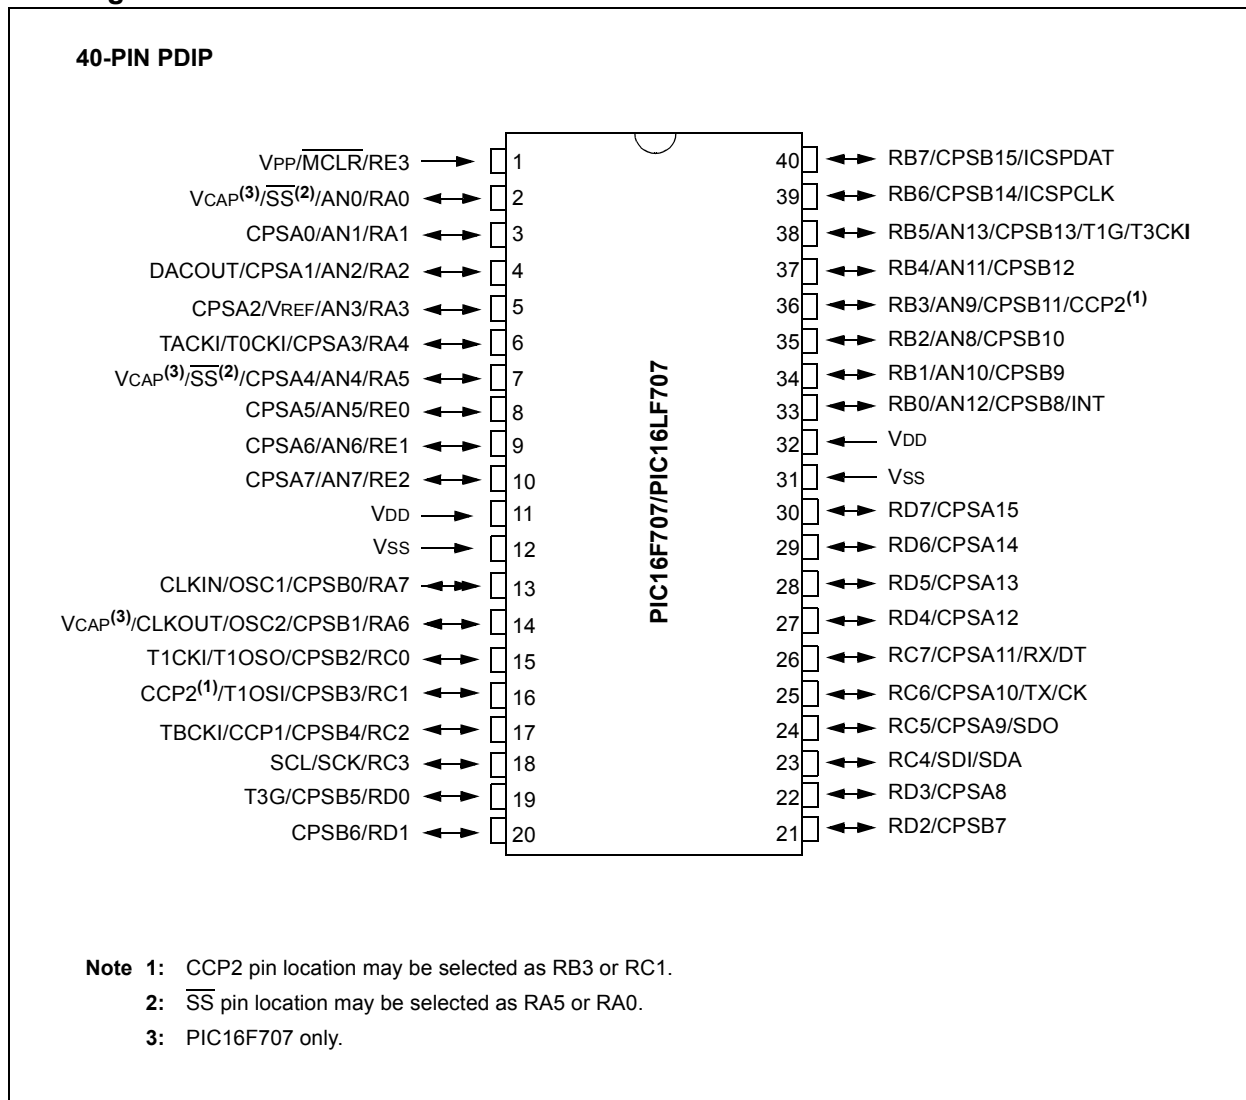 40-PIN PDIP
VPP/MCLR/RE3 1
VCAP(3)/SS(2)/AN0/RA0 2
CPSA0/AN1/RA1 3
DACOUT/CPSA1/AN2/RA2 4
CPSA2/VREF/AN3/RA3 5
TACKI/T0CKI/CPSA3/RA4 6
VCAP(3)/SS(2)/CPSA4/AN4/RA5 7
CPSA5/AN5/RE0 8
CPSA6/AN6/RE1 9
CPSA7/AN7/RE2 10
VDD 11
VSS 12
CLKIN/OSC1/CPSB0/RA7 13
VCAP(3)/CLKOUT/OSC2/CPSB1/RA6 14
T1CKI/T1OSO/CPSB2/RC0 15
CCP2(1)/T1OSI/CPSB3/RC1 16
TBCKI/CCP1/CPSB4/RC2 17
SCL/SCK/RC3 18
T3G/CPSB5/RD0 19
CPSB6/RD1 20
PIC16F707/PIC16LF707
40 RB7/CPSB15/ICSPDAT
39 RB6/CPSB14/ICSPCLK
38 RB5/AN13/CPSB13/T1G/T3CKI
37 RB4/AN11/CPSB12
36 RB3/AN9/CPSB11/CCP2(1)
35 RB2/AN8/CPSB10
34 RB1/AN10/CPSB9
33 RB0/AN12/CPSB8/INT
32 VDD
31 VSS
30 RD7/CPSA15
29 RD6/CPSA14
28 RD5/CPSA13
27 RD4/CPSA12
26 RC7/CPSA11/RX/DT
25 RC6/CPSA10/TX/CK
24 RC5/CPSA9/SDO
23 RC4/SDI/SDA
22 RD3/CPSA8
21 RD2/CPSB7
Note 1: CCP2 pin location may be selected as RB3 or RC1.
2: SS pin location may be selected as RA5 or RA0.
3: PIC16F707 only.